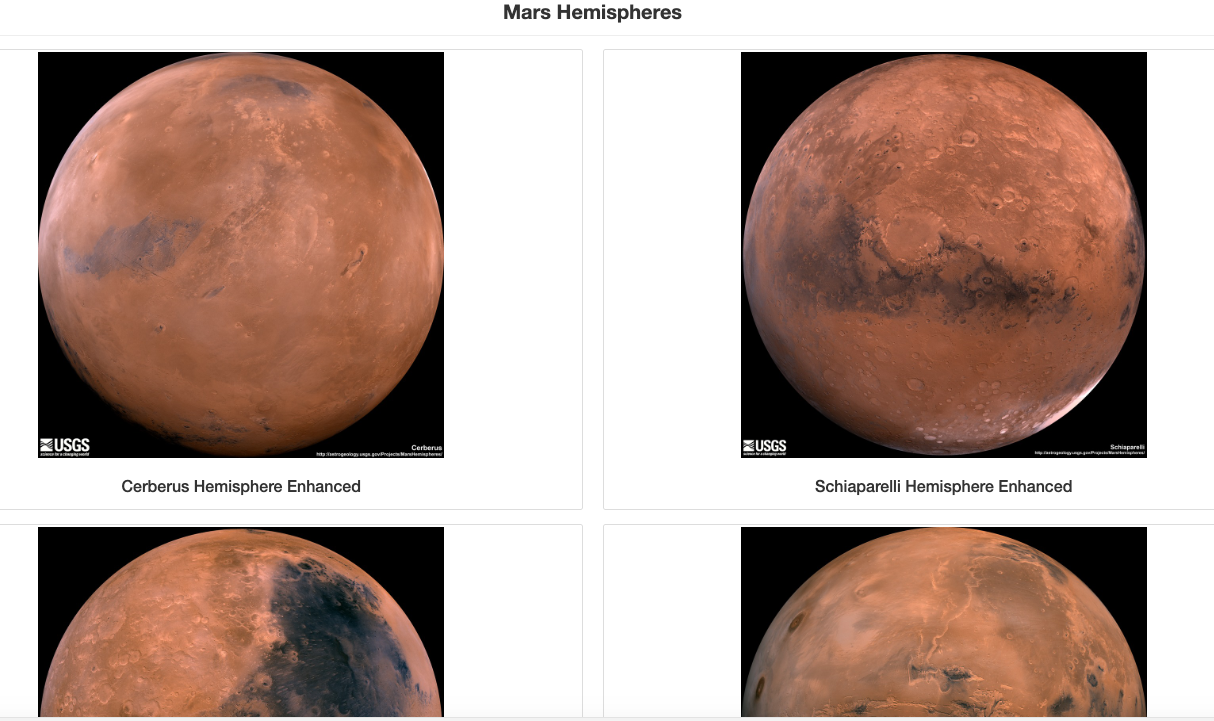 Mars Hemispheres
USGS
science for a changing world
Cerberus
http://astrogeology.usgs.gov/Projects/MarsHemispheres/
USGS
science for a changing world
Schiaparelli
http://astrogeology.usgs.gov/Projects/MarsHemispheres/
Cerberus Hemisphere Enhanced
Schiaparelli Hemisphere Enhanced